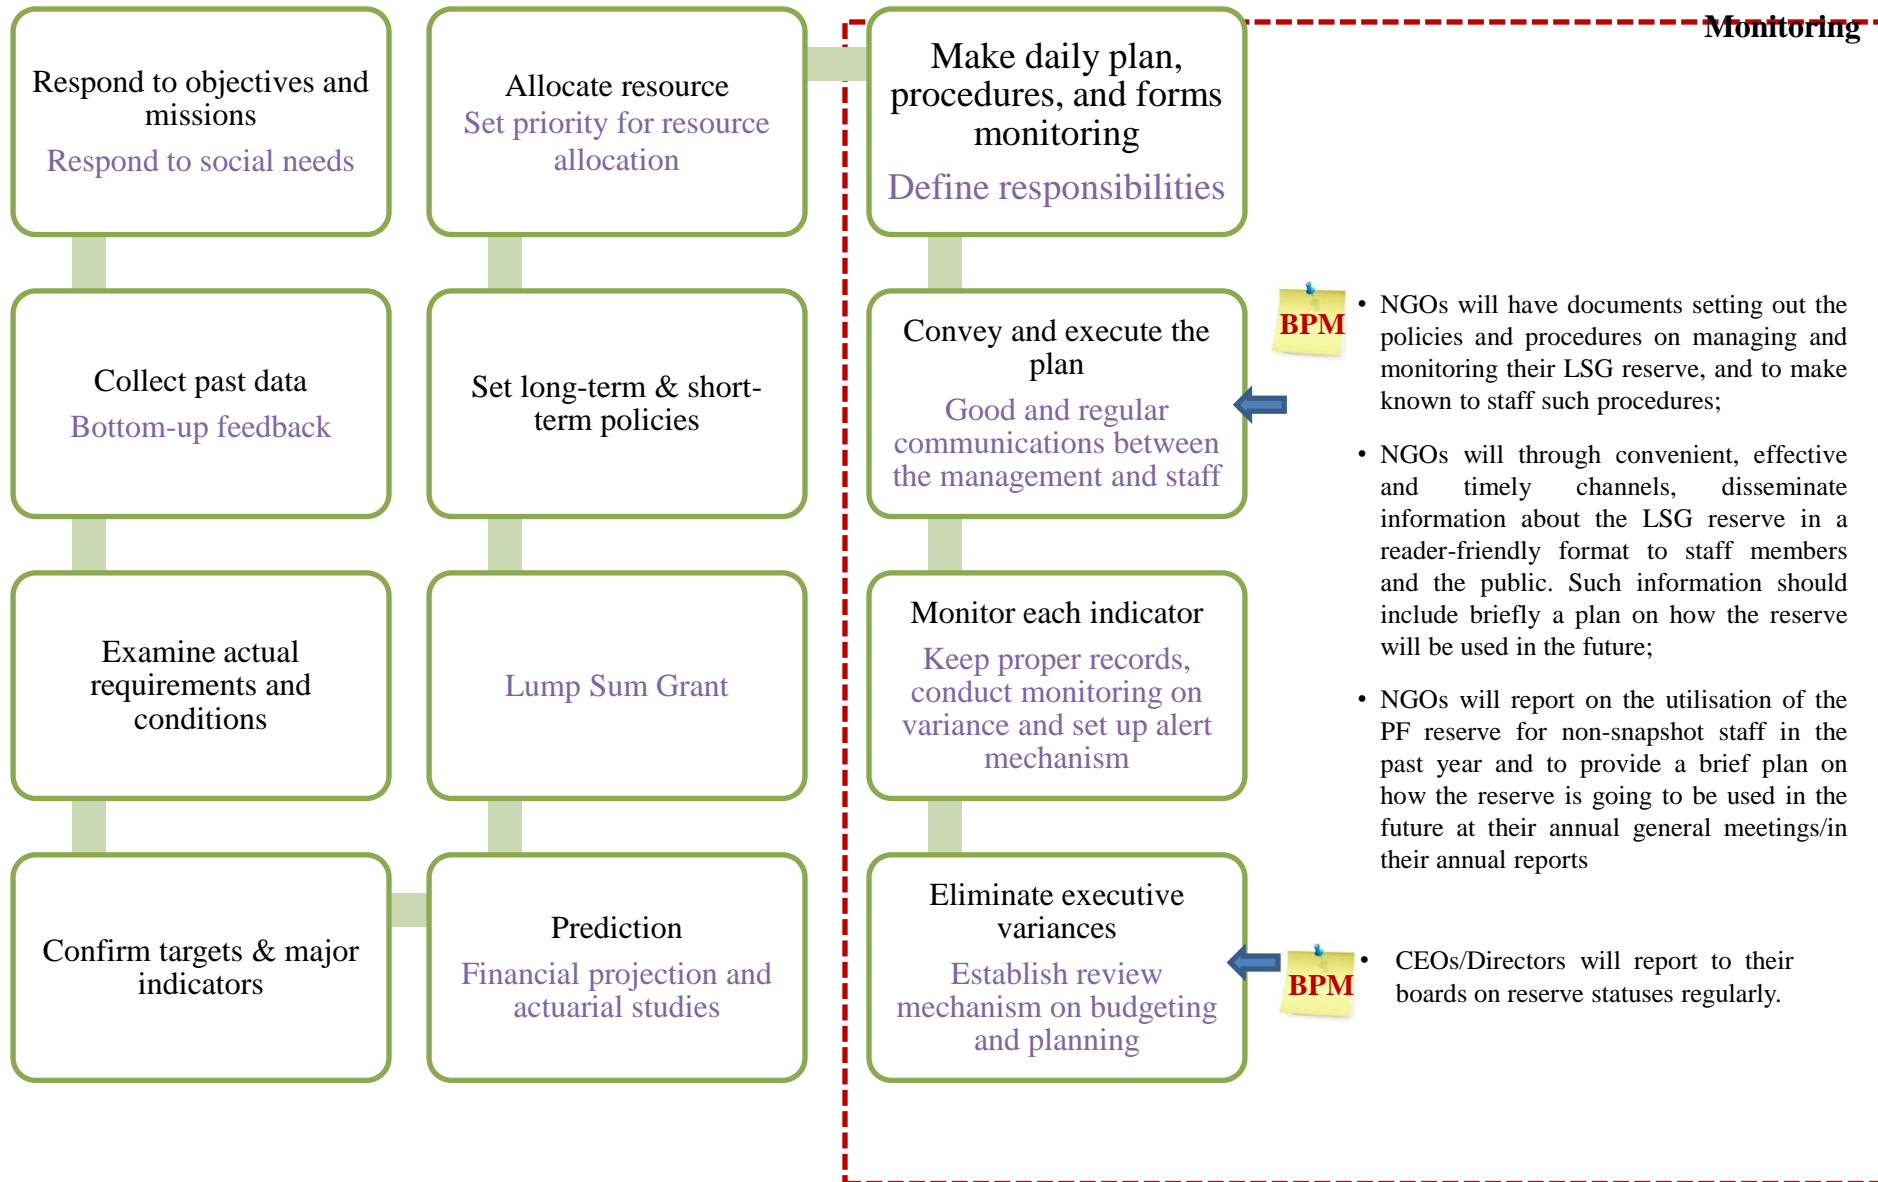 Monitoring
Respond to objectives and
missions
Respond to social needs
Collect past data
Bottom-up feedback
Examine actual
requirements and
conditions
Confirm targets & major
indicators
Prediction
Financial projection and
actuarial studies
Lump Sum Grant
Set long-term & short-
term policies
Allocate resource
Set priority for resource
allocation
Make daily plan,
procedures, and forms
monitoring
Define responsibilities
Convey and execute the
plan
Good and regular
communications between
the management and staff
Monitor each indicator
Keep proper records,
conduct monitoring on
variance and set up alert
mechanism
Eliminate executive
variances
Establish review
mechanism on budgeting
and planning
BPM
• NGOs will have documents setting out the
policies and procedures on managing and
monitoring their LSG reserve, and to make
known to staff such procedures;
• NGOs will through convenient, effective
and timely channels, disseminate
information about the LSG reserve in a
reader-friendly format to staff members
and the public. Such information should
include briefly a plan on how the reserve
will be used in the future;
• NGOs will report on the utilisation of the
PF reserve for non-snapshot staff in the
past year and to provide a brief plan on
how the reserve is going to be used in the
future at their annual general meetings/in
their annual reports
BPM
• CEOs/Directors will report to their
boards on reserve statuses regularly.